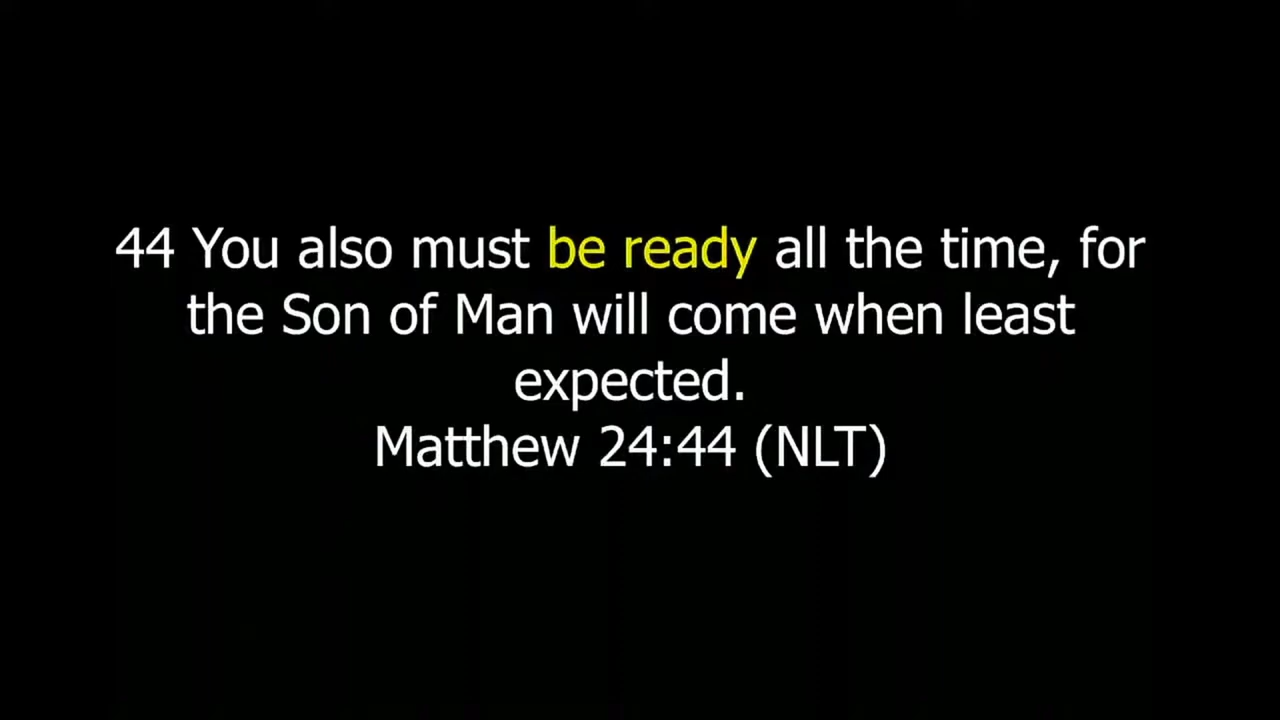 44 You also must be ready all the time, for
the Son of Man will come when least
expected.
Matthew 24:44 (NLT)